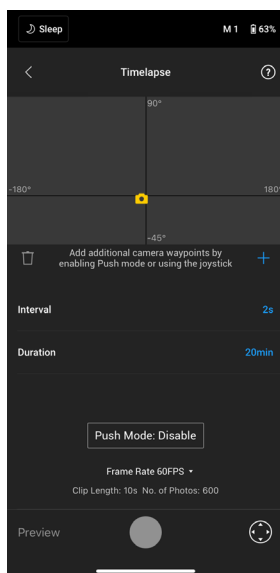 Sleep
M 1
63%
Timelapse
?
90°
-180°
180°
-45°
Add additional camera waypoints by
enabling Push mode or using the joystick
+
Interval
2s
Duration
20min
Push Mode: Disable
Frame Rate 60FPS
Clip Length: 10s No. of Photos: 600
Preview